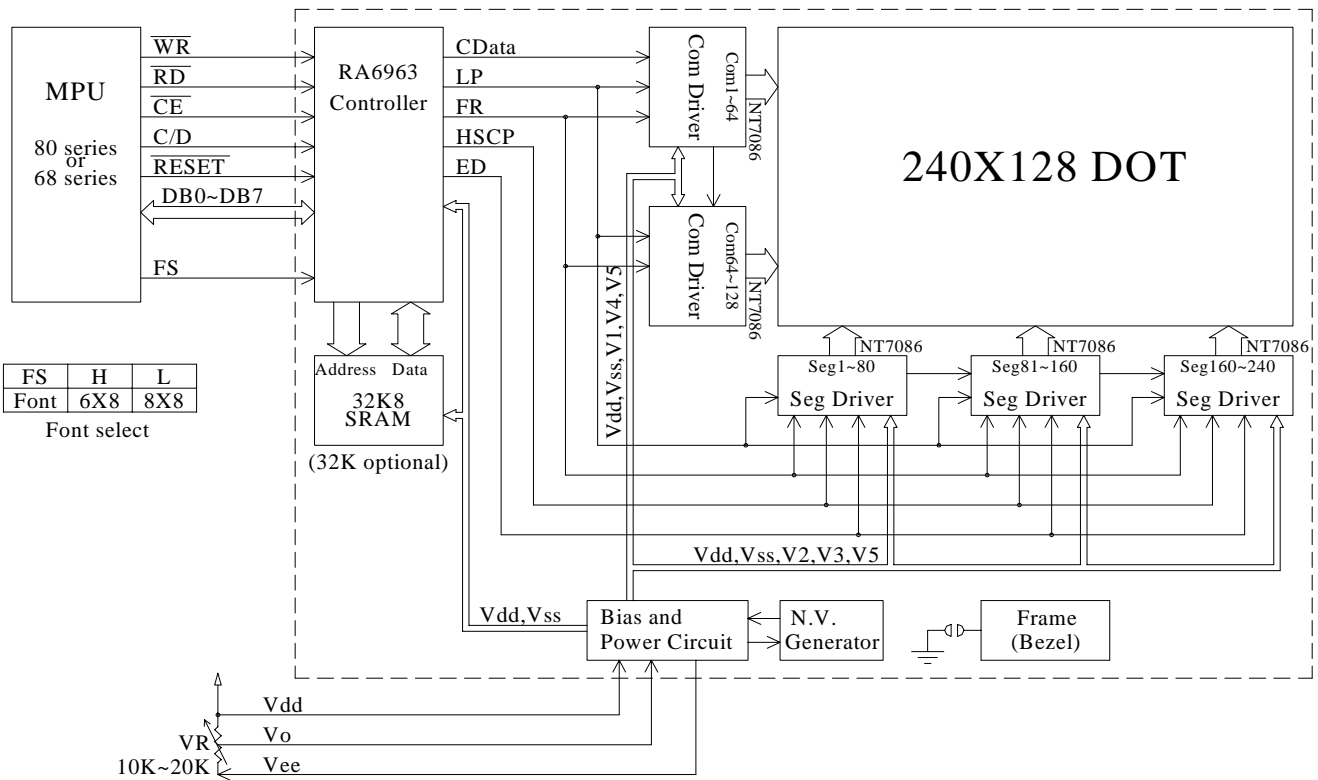 MPU
80 series
or
68 series
WR
RD
CE
C/D
RESET
DB0~DB7
FS
RA6963
Controller
CData
LP
FR
HSCP
ED
Com Driver
Com1~64
NT7086
Com Driver
Com64~128
NT7086
240X128 DOT
Vdd,Vss,V1,V4,V5
NT7086
NT7086
NT7086
Seg1~80
Seg Driver
Seg81~160
Seg Driver
Seg160~240
Seg Driver
FS H L
Font 6X8 8X8
Font select
Address Data
32K8
SRAM
(32K optional)
Vdd,Vss,V2,V3,V5
Vdd,Vss
Bias and
Power Circuit
N.V.
Generator
Frame
(Bezel)
Vdd
VR
Vo
10K~20K
Vee